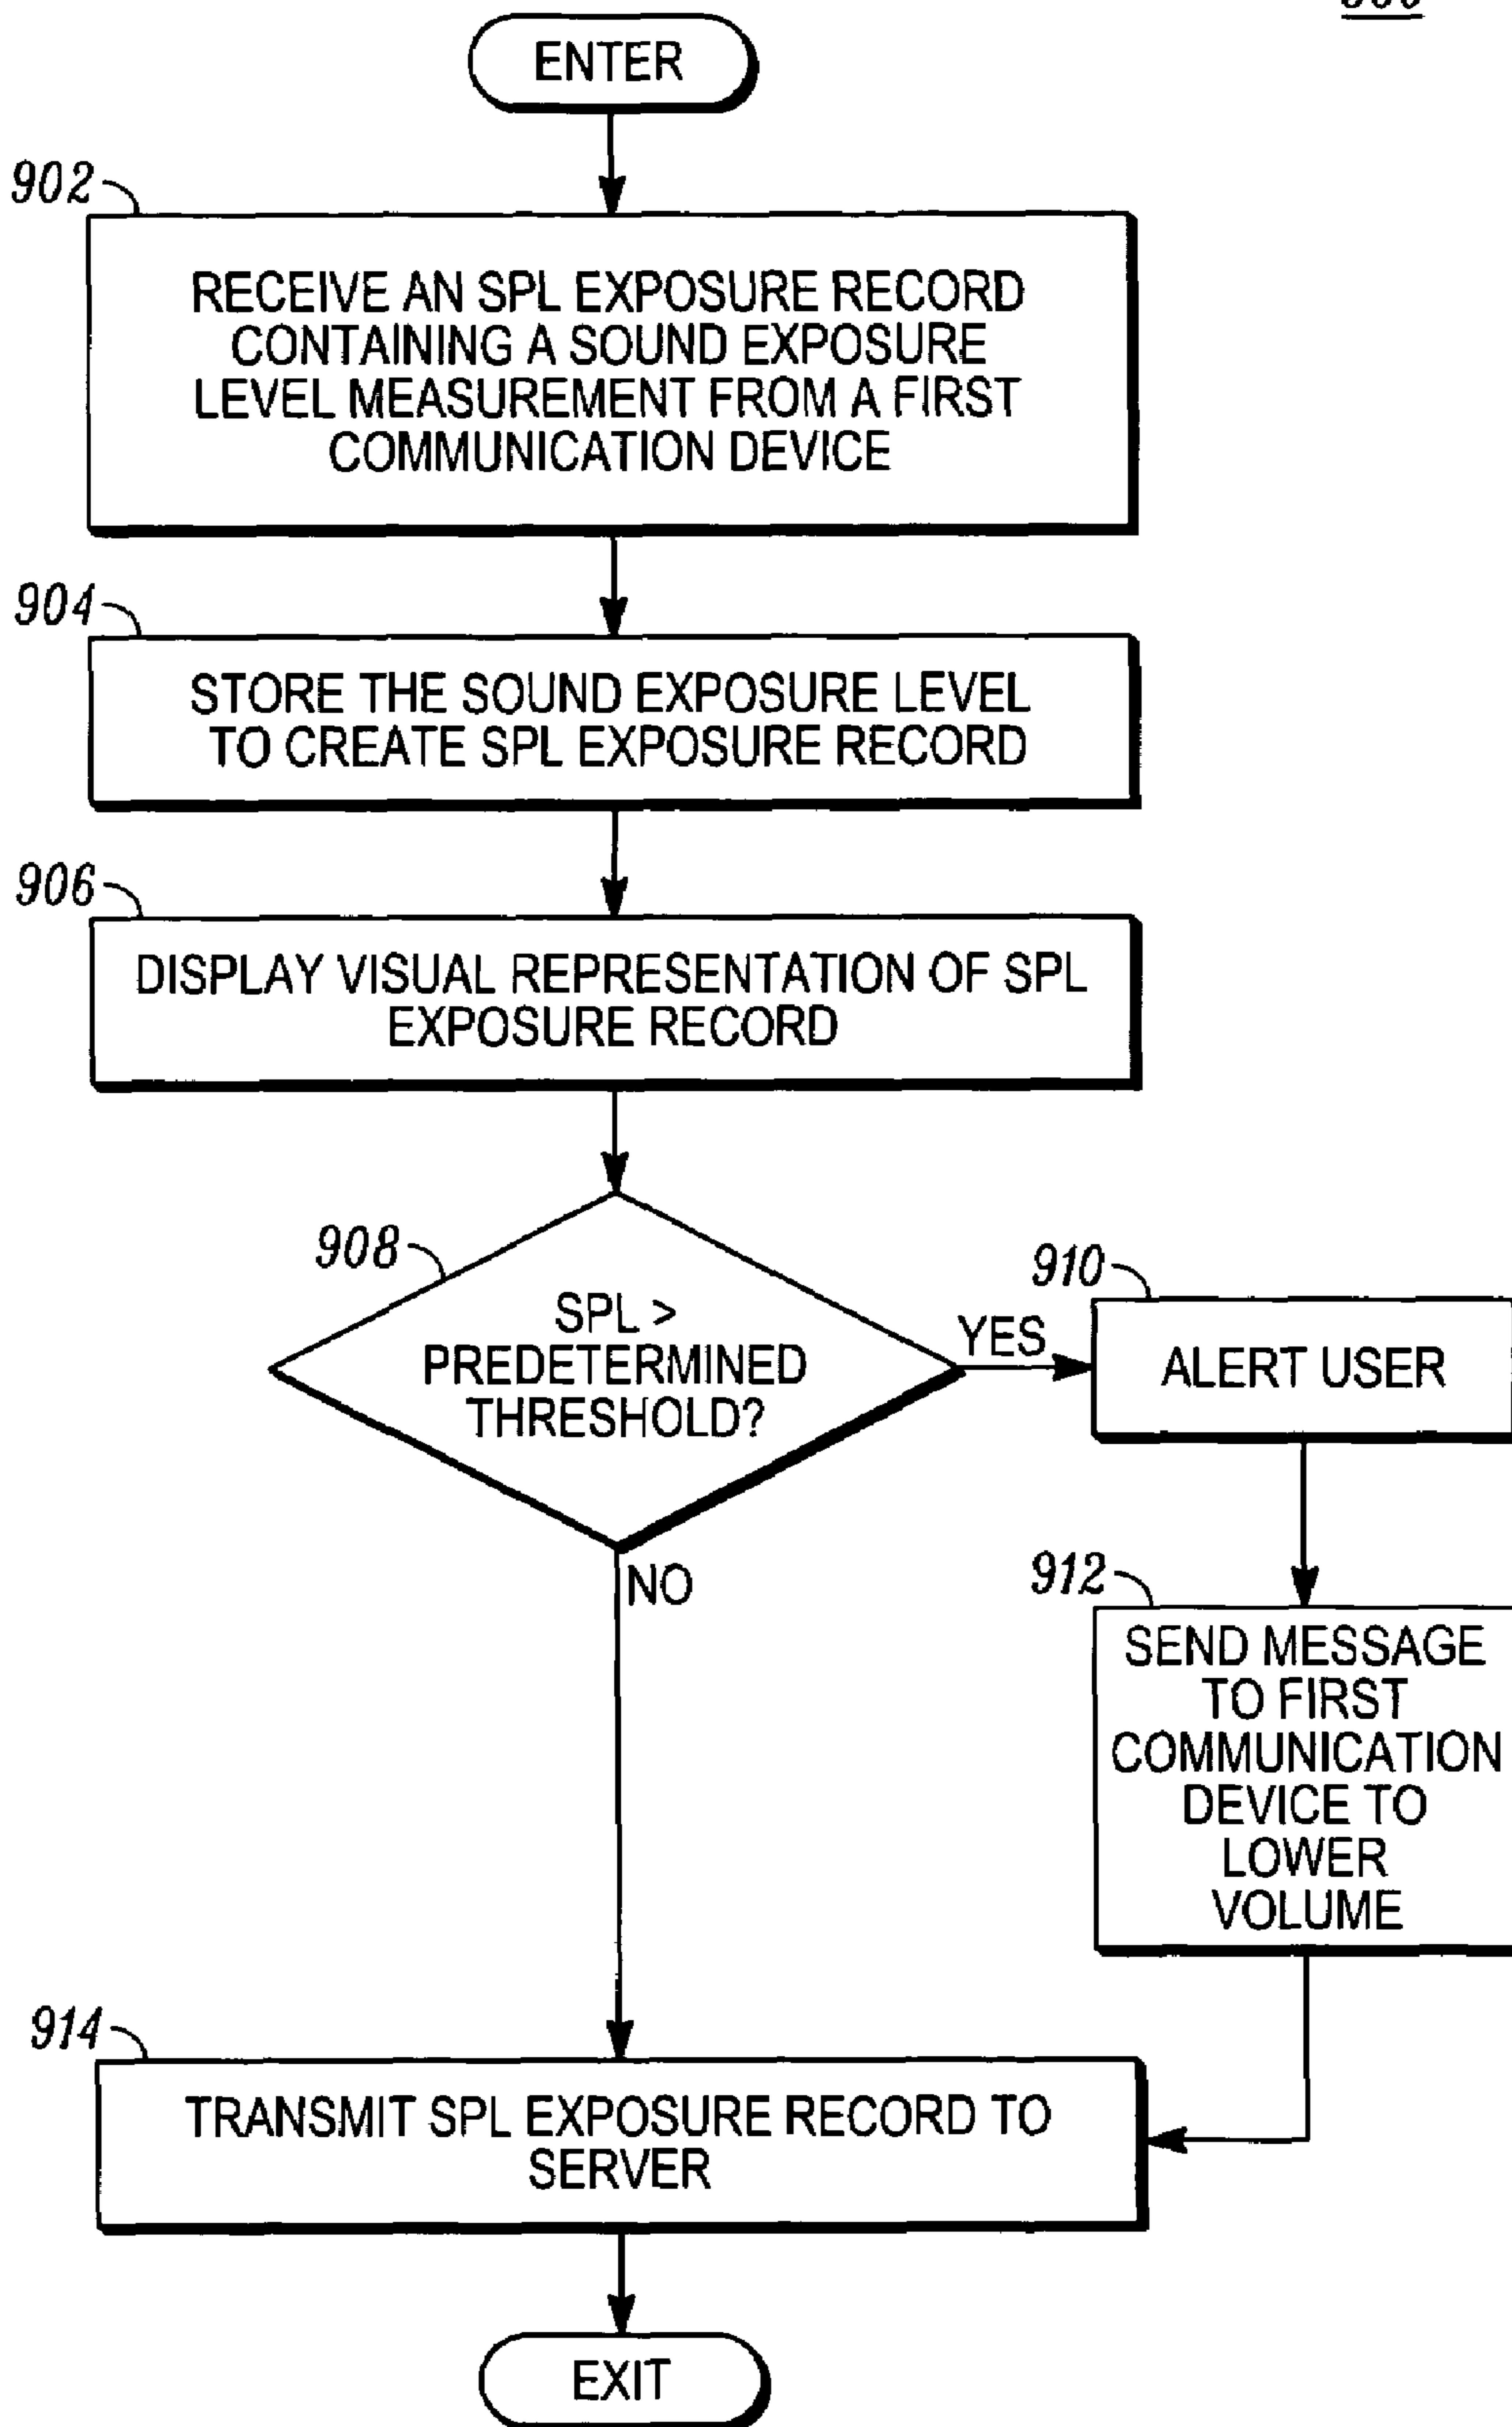 ENTER
902
RECEIVE AN SPL EXPOSURE RECORD
CONTAINING A SOUND EXPOSURE
LEVEL MEASUREMENT FROM A FIRST
COMMUNICATION DEVICE
904
STORE THE SOUND EXPOSURE LEVEL
TO CREATE SPL EXPOSURE RECORD
906
DISPLAY VISUAL REPRESENTATION OF SPL
EXPOSURE RECORD
908
SPL >
PREDETERMINED
THRESHOLD?
YES
910
ALERT USER
NO
912
SEND MESSAGE
TO FIRST
COMMUNICATION
DEVICE TO
LOWER
VOLUME
914
TRANSMIT SPL EXPOSURE RECORD TO
SERVER
EXIT